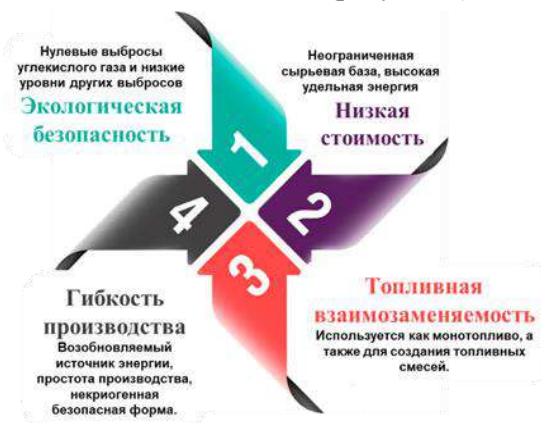 Нулевые выбросы
углекислого газа и низкие
уровни других выбросов
Экологическая
безопасность
1
Неограниченная
сырьевая база, высокая
удельная энергия
Низкая
стоимость
2
Топливная
взаимозаменяемость
Используется как монотопливо, а
также для создания топливных
смесей.
3
Гибкость
производства
Возобновляемый
источник энергии,
простота производства,
некриогенная
безопасная форма.
4